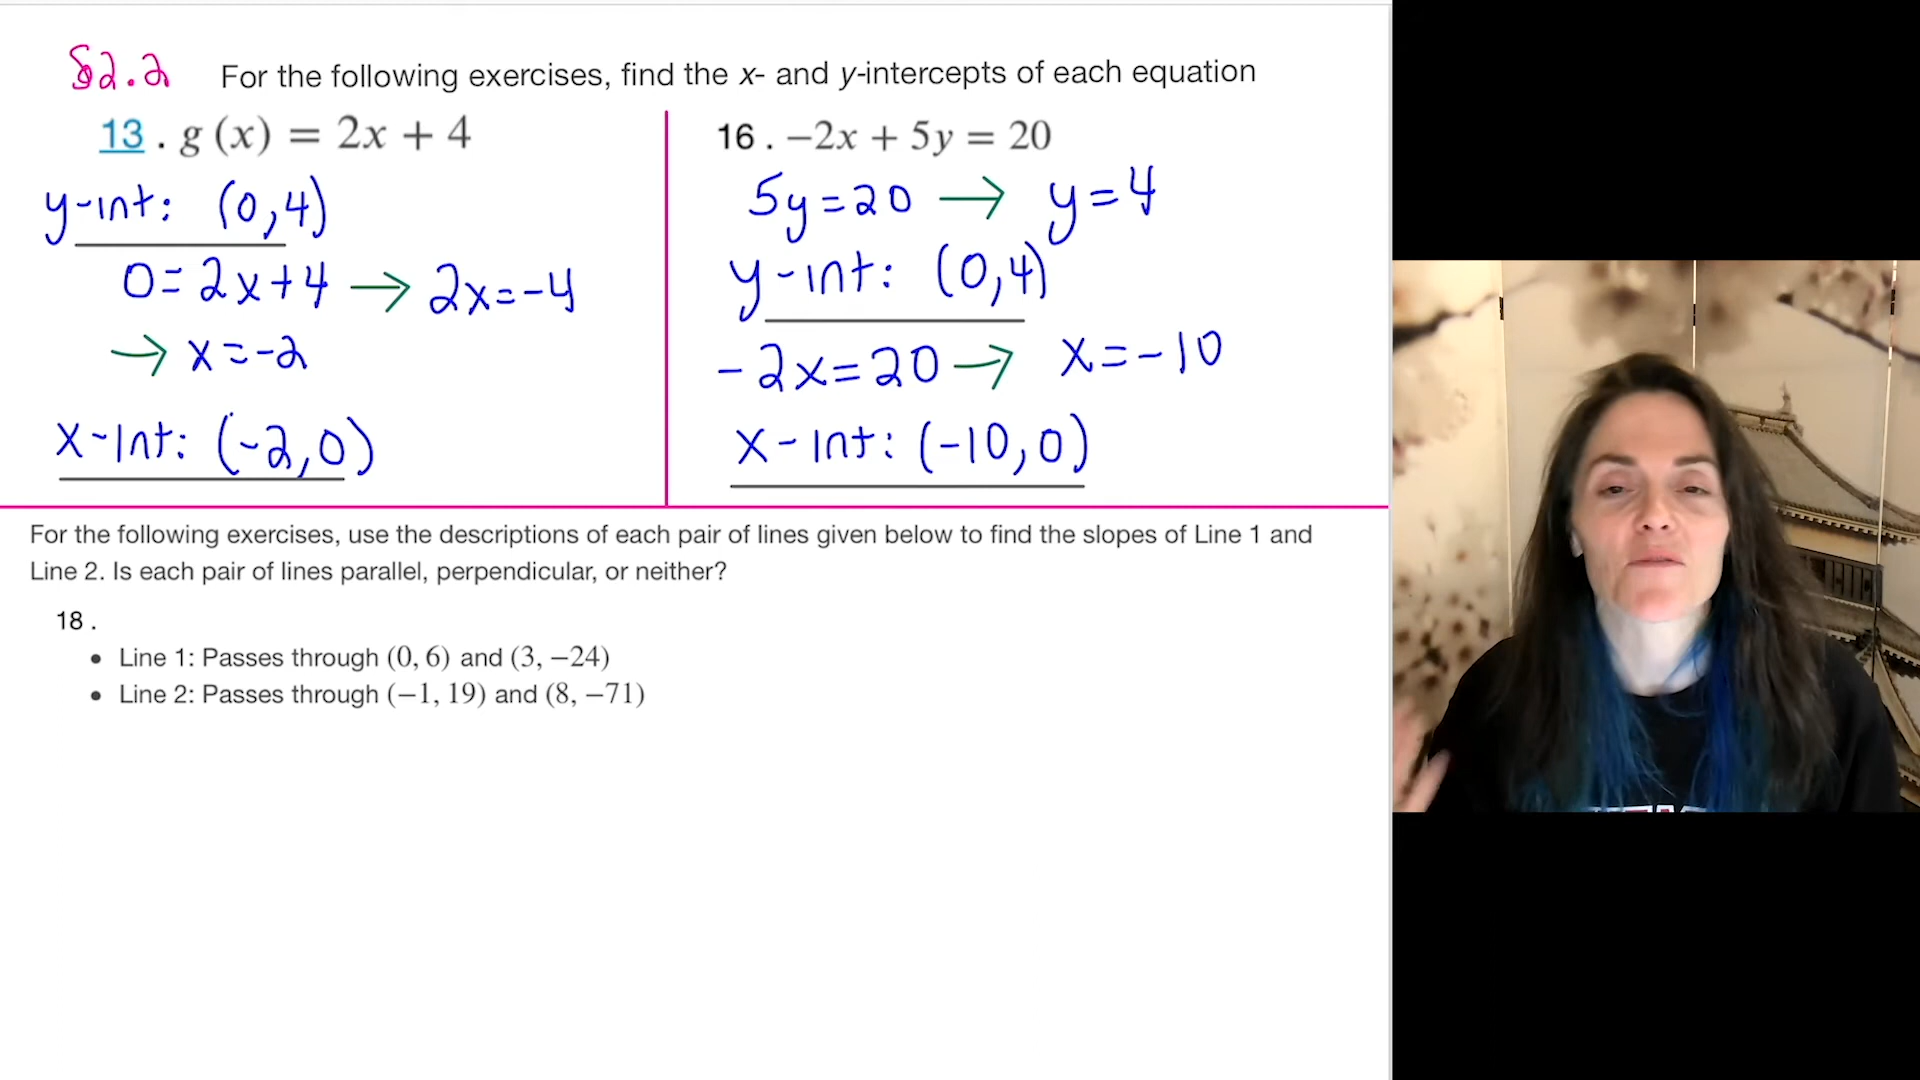 §2.2 For the following exercises, find the x- and y-intercepts of each equation
13 . g (x) = 2x + 4
y-int: (0,4)
0=2x+4 → 2x=-4
→ x=-2
x-int: (-2,0)
16 . −2x + 5y = 20
5y=20 → y=4
y-int: (0,4)
-2x=20 → x=-10
x-int: (-10,0)
For the following exercises, use the descriptions of each pair of lines given below to find the slopes of Line 1 and
Line 2. Is each pair of lines parallel, perpendicular, or neither?
18 .
• Line 1: Passes through (0, 6) and (3, −24)
• Line 2: Passes through (−1, 19) and (8, −71)